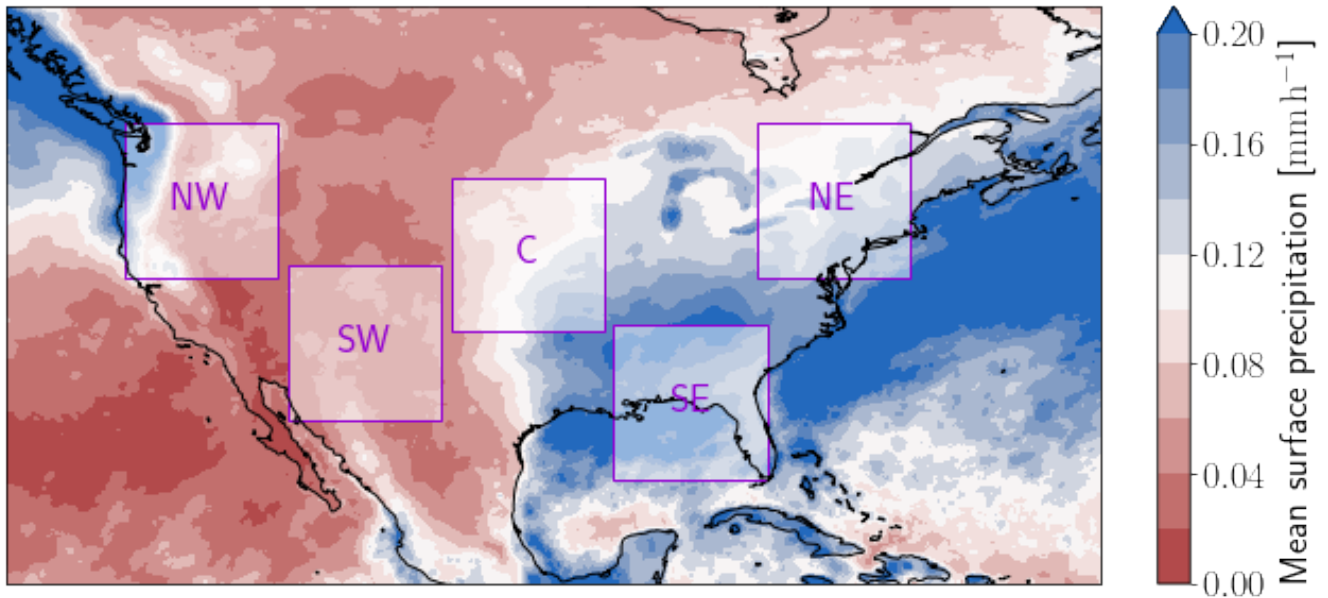 NW
NE
C
SW
SE
0.20
0.16
0.12
0.08
0.04
0.00
Mean surface precipitation [mm h⁻¹]